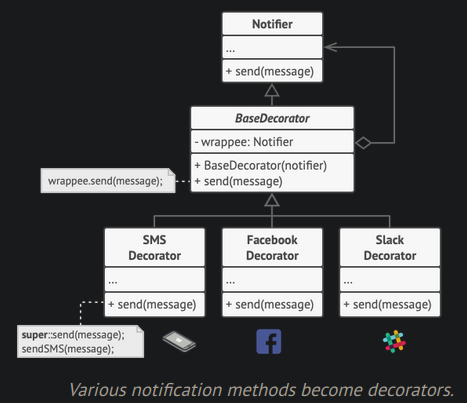 Notifier
...
+ send(message)
BaseDecorator
- wrappee: Notifier
+ BaseDecorator(notifier)
+ send(message)
wrappee.send(message);
SMS
Decorator
...
+ send(message)
Facebook
Decorator
...
+ send(message)
Slack
Decorator
...
+ send(message)
super::send(message);
sendSMS(message);
Various notification methods become decorators.